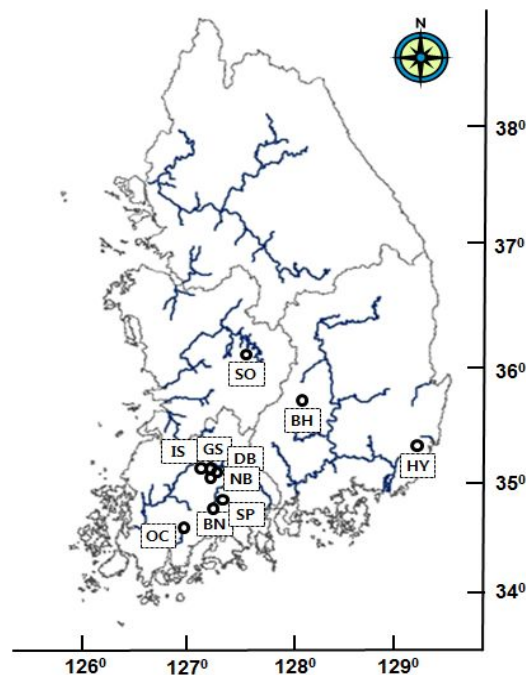 N
38⁰
37⁰
36⁰
SO
BH
HY
IS GS DB
NB
35⁰
SP
BN
OC
34⁰
126⁰ 127⁰ 128⁰ 129⁰